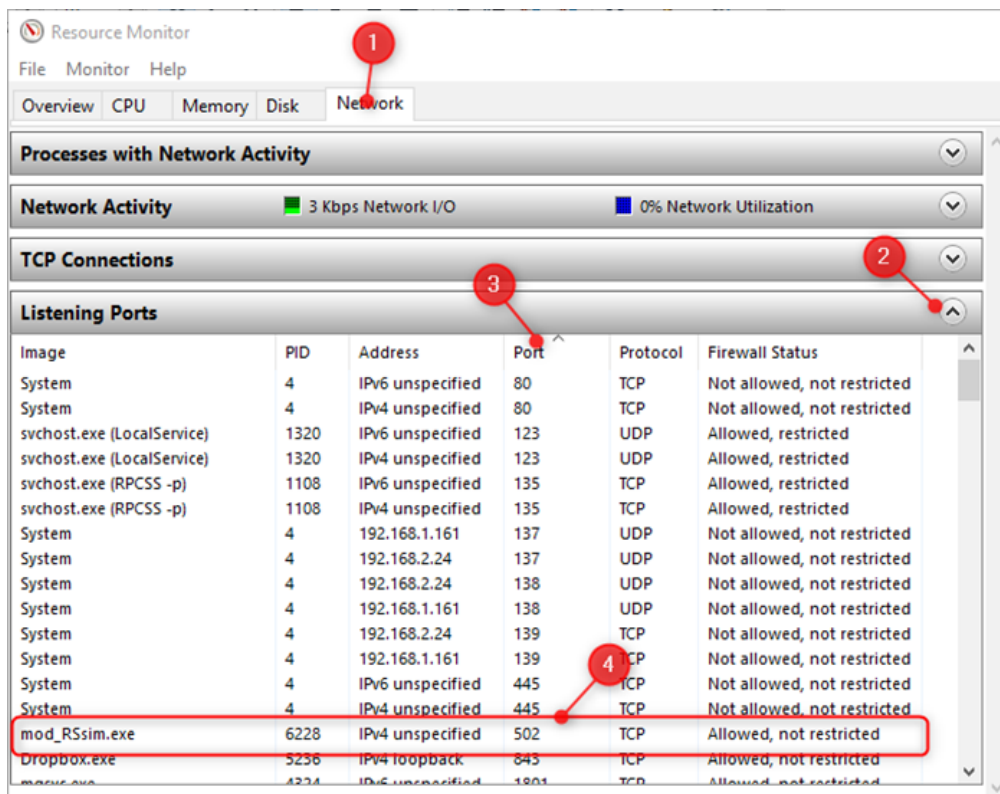 Resource Monitor
1
File Monitor Help
Overview CPU Memory Disk Network
Processes with Network Activity
Network Activity 3 Kbps Network I/O 0% Network Utilization
TCP Connections 2
3
Listening Ports
Image PID Address Port Protocol Firewall Status
System 4 IPv6 unspecified 80 TCP Not allowed, not restricted
System 4 IPv4 unspecified 80 TCP Not allowed, not restricted
svchost.exe (LocalService) 1320 IPv6 unspecified 123 UDP Allowed, restricted
svchost.exe (LocalService) 1320 IPv4 unspecified 123 UDP Allowed, restricted
svchost.exe (RPCSS -p) 1108 IPv6 unspecified 135 TCP Allowed, restricted
svchost.exe (RPCSS -p) 1108 IPv4 unspecified 135 TCP Allowed, restricted
System 4 192.168.1.161 137 UDP Not allowed, not restricted
System 4 192.168.2.24 137 UDP Not allowed, not restricted
System 4 192.168.2.24 138 UDP Not allowed, not restricted
System 4 192.168.1.161 138 UDP Not allowed, not restricted
System 4 192.168.2.24 139 TCP Not allowed, not restricted
System 4 192.168.1.161 139 TCP Not allowed, not restricted
4
System 4 IPv6 unspecified 445 TCP Not allowed, not restricted
System 4 IPv4 unspecified 445 TCP Not allowed, not restricted
mod_RSsim.exe 6228 IPv4 unspecified 502 TCP Allowed, not restricted
Dropbox.exe 5236 IPv4 loopback 843 TCP Allowed, not restricted
mqsvc.exe 4324 IPv6 unspecified 1801 TCP Allowed, not restricted